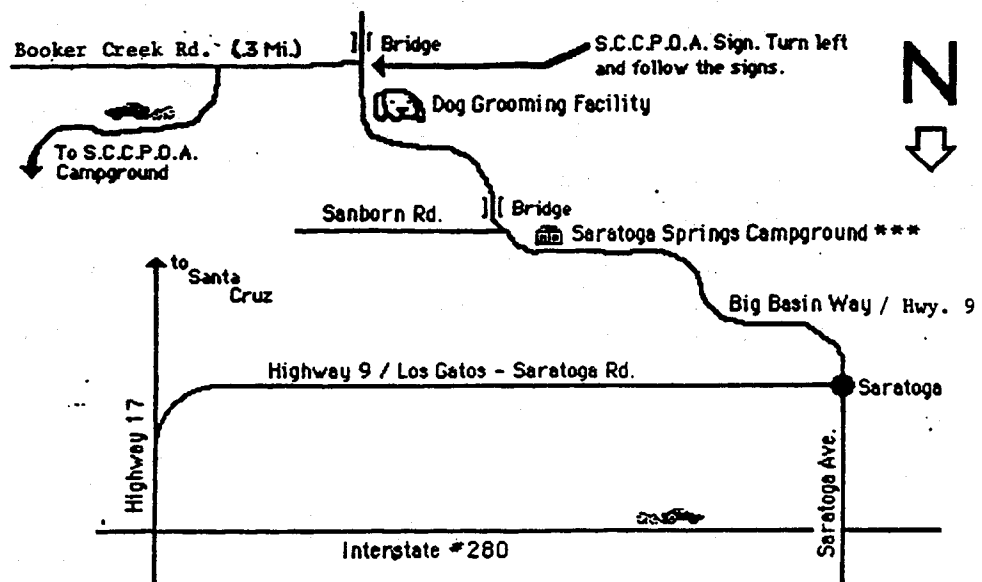 Booker Creek Rd. (.3 Mi.)
Bridge
S.C.C.P.O.A. Sign. Turn left
and follow the signs.
N
Dog Grooming Facility
To S.C.C.P.O.A.
Campground
Sanborn Rd.
Bridge
Saratoga Springs Campground ***
to
Santa
Cruz
Big Basin Way / Hwy. 9
Highway 9 / Los Gatos - Saratoga Rd.
Saratoga
Highway 17
Saratoga Ave.
Interstate #280